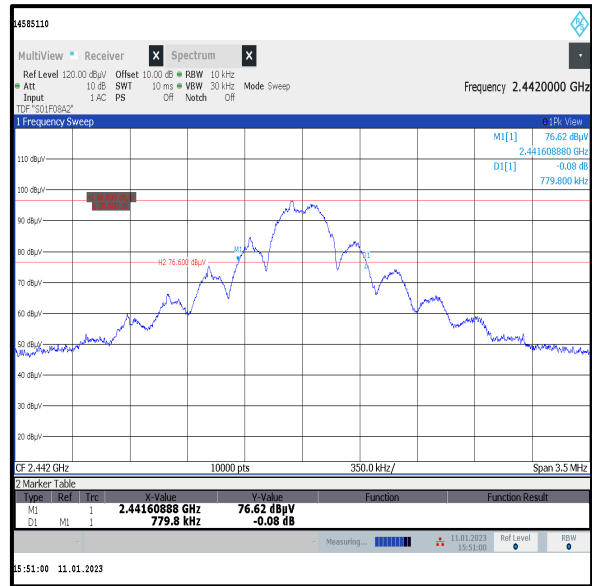 14585110
MultiView Receiver X Spectrum X
Ref Level 120.00 dBµV Offset 10.00 dB RBW 10 kHz
Att 10 dB SWT 10 ms VBW 30 kHz Mode Sweep Frequency 2.4420000 GHz
Input 1 AC PS Off Notch Off
TDF "S01F08A2"
1 Frequency Sweep 1Pk View
M1[1] 76.62 dBµV
2.441608880 GHz
D1[1] -0.08 dB
779.800 kHz
110 dBµV
100 dBµV
90 dBµV
M1
D1
80 dBµV
H2 76.600 dBµV
70 dBµV
60 dBµV
50 dBµV
40 dBµV
30 dBµV
20 dBµV
CF 2.442 GHz 10000 pts 350.0 kHz/ Span 3.5 MHz
2 Marker Table
Type Ref Trc X-Value Y-Value Function Function Result
M1 1 2.44160888 GHz 76.62 dBµV
D1 M1 1 779.8 kHz -0.08 dB
Measuring... 11.01.2023 Ref Level RBW
15:51:00
15:51:00 11.01.2023